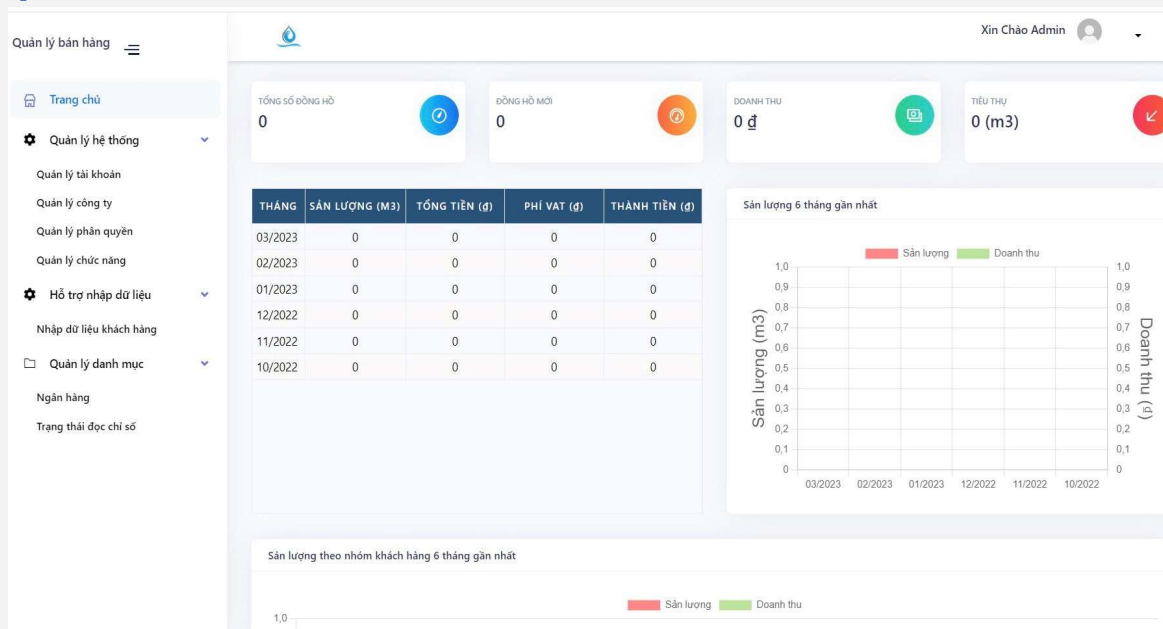 Quản lý bán hàng
Xin Chào Admin
Trang chủ
Quản lý hệ thống
Quản lý tài khoản
Quản lý công ty
Quản lý phân quyền
Quản lý chức năng
Hỗ trợ nhập dữ liệu
Nhập dữ liệu khách hàng
Quản lý danh mục
Ngân hàng
Trạng thái đọc chỉ số
TỔNG SỐ ĐỒNG HỒ
0
ĐỒNG HỒ MỚI
0
DOANH THU
0 ₫
TIÊU THỤ
0 (m3)
THÁNG SẢN LƯỢNG (M3) TỔNG TIỀN (₫) PHÍ VAT (₫) THÀNH TIỀN (₫)
03/2023 0 0 0 0
02/2023 0 0 0 0
01/2023 0 0 0 0
12/2022 0 0 0 0
11/2022 0 0 0 0
10/2022 0 0 0 0
Sản lượng 6 tháng gần nhất
Sản lượng Doanh thu
Sản lượng (m3)
1,0
0,9
0,8
0,7
0,6
0,5
0,4
0,3
0,2
0,1
0
1,0
0,9
0,8
0,7
0,6
0,5
0,4
0,3
0,2
0,1
0
Doanh thu (₫)
03/2023 02/2023 01/2023 12/2022 11/2022 10/2022
Sản lượng theo nhóm khách hàng 6 tháng gần nhất
Sản lượng Doanh thu
1,0